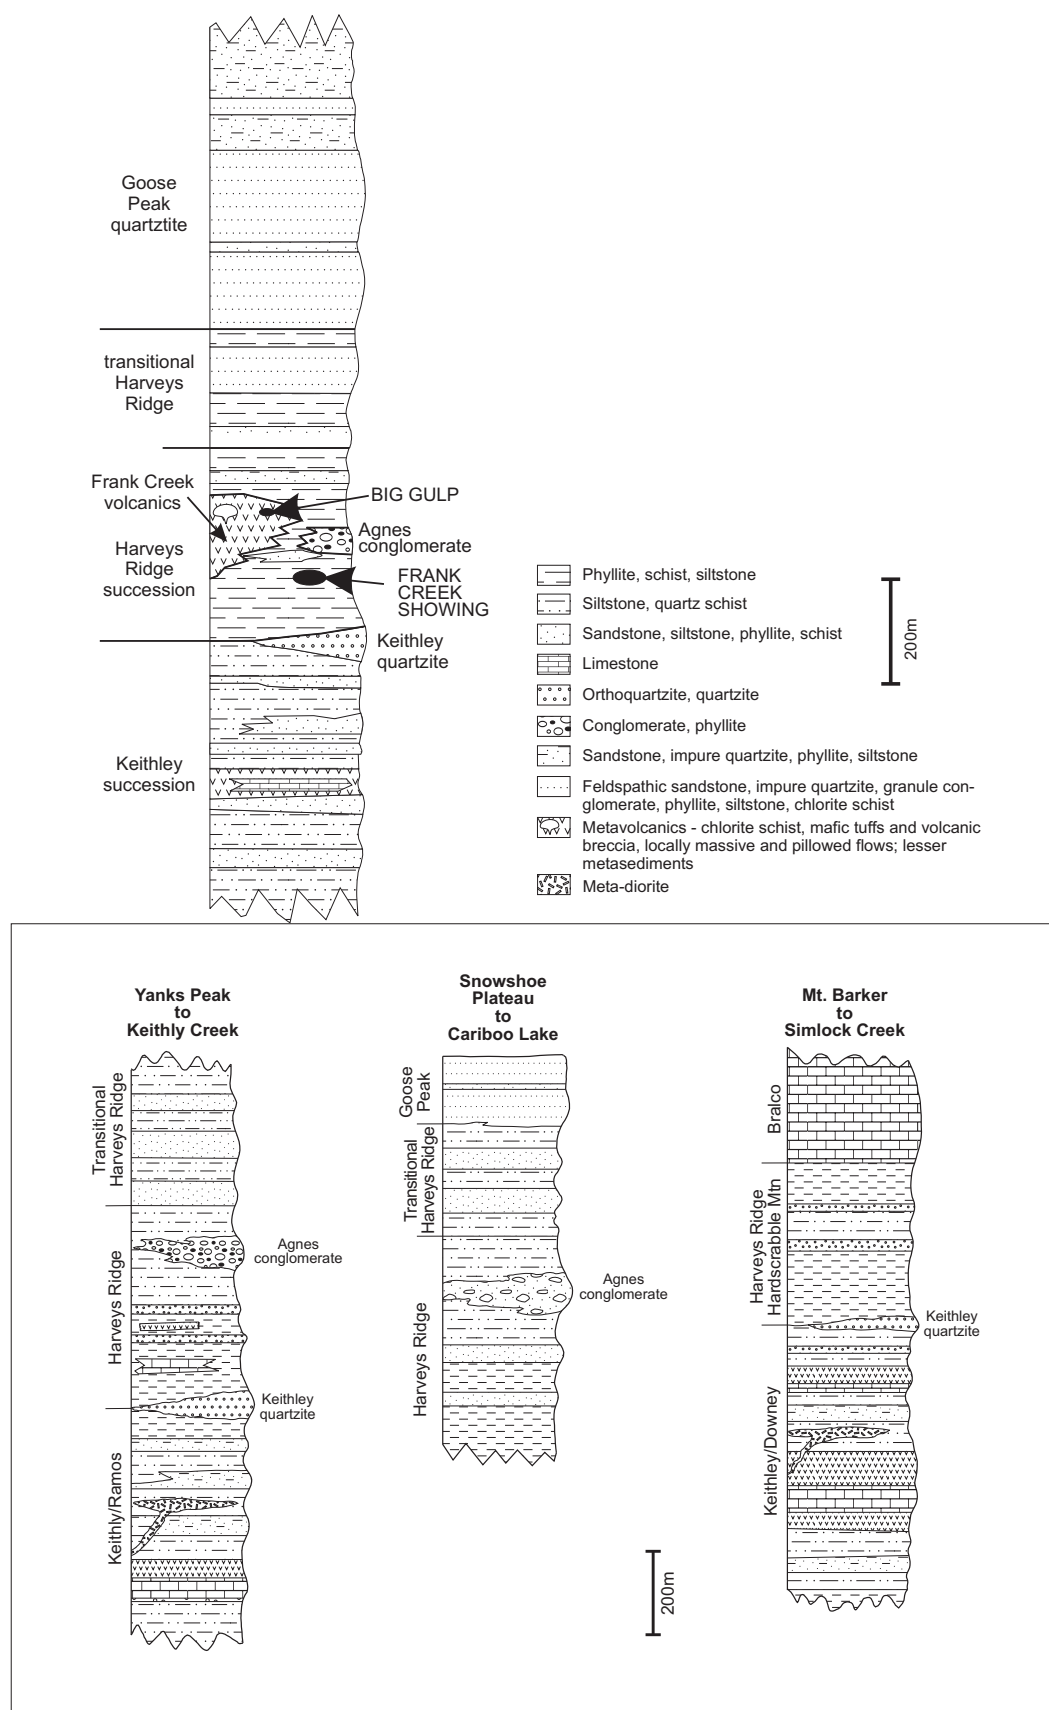 Goose
Peak
quartztite
transitional
Harveys
Ridge
Frank Creek
volcanics
BIG GULP
Agnes
conglomerate
Harveys
Ridge
succession
FRANK
CREEK
SHOWING
Keithley
quartzite
Keithley
succession
Phyllite, schist, siltstone
Siltstone, quartz schist
Sandstone, siltstone, phyllite, schist
Limestone
Orthoquartzite, quartzite
Conglomerate, phyllite
Sandstone, impure quartzite, phyllite, siltstone
Feldspathic sandstone, impure quartzite, granule con-
glomerate, phyllite, siltstone, chlorite schist
Metavolcanics - chlorite schist, mafic tuffs and volcanic
breccia, locally massive and pillowed flows; lesser
metasediments
Meta-diorite
200m
Yanks Peak
to
Keithly Creek
Transitional
Harveys Ridge
Agnes
conglomerate
Harveys Ridge
Keithley
quartzite
Keithly/Ramos
Snowshoe
Plateau
to
Cariboo Lake
Goose
Peak
Transitional
Harveys Ridge
Agnes
conglomerate
Harveys Ridge
Mt. Barker
to
Simlock Creek
Bralco
Harveys Ridge
Hardscrabble Mtn
Keithley
quartzite
Keithley/Downey
200m